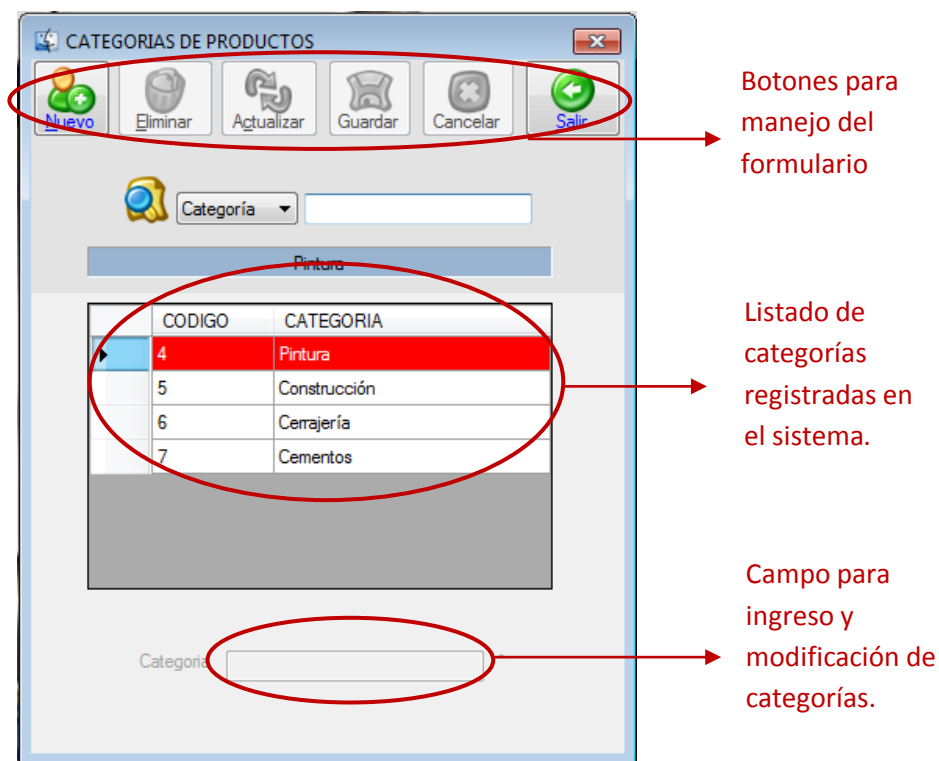 CATEGORIAS DE PRODUCTOS
Nuevo Eliminar Actualizar Guardar Cancelar Salir
Botones para
manejo del
formulario
Categoría
Pintura
CODIGO CATEGORIA
4 Pintura
5 Construcción
6 Cerrajería
7 Cementos
Listado de
categorías
registradas en
el sistema.
Categoria
Campo para
ingreso y
modificación de
categorías.